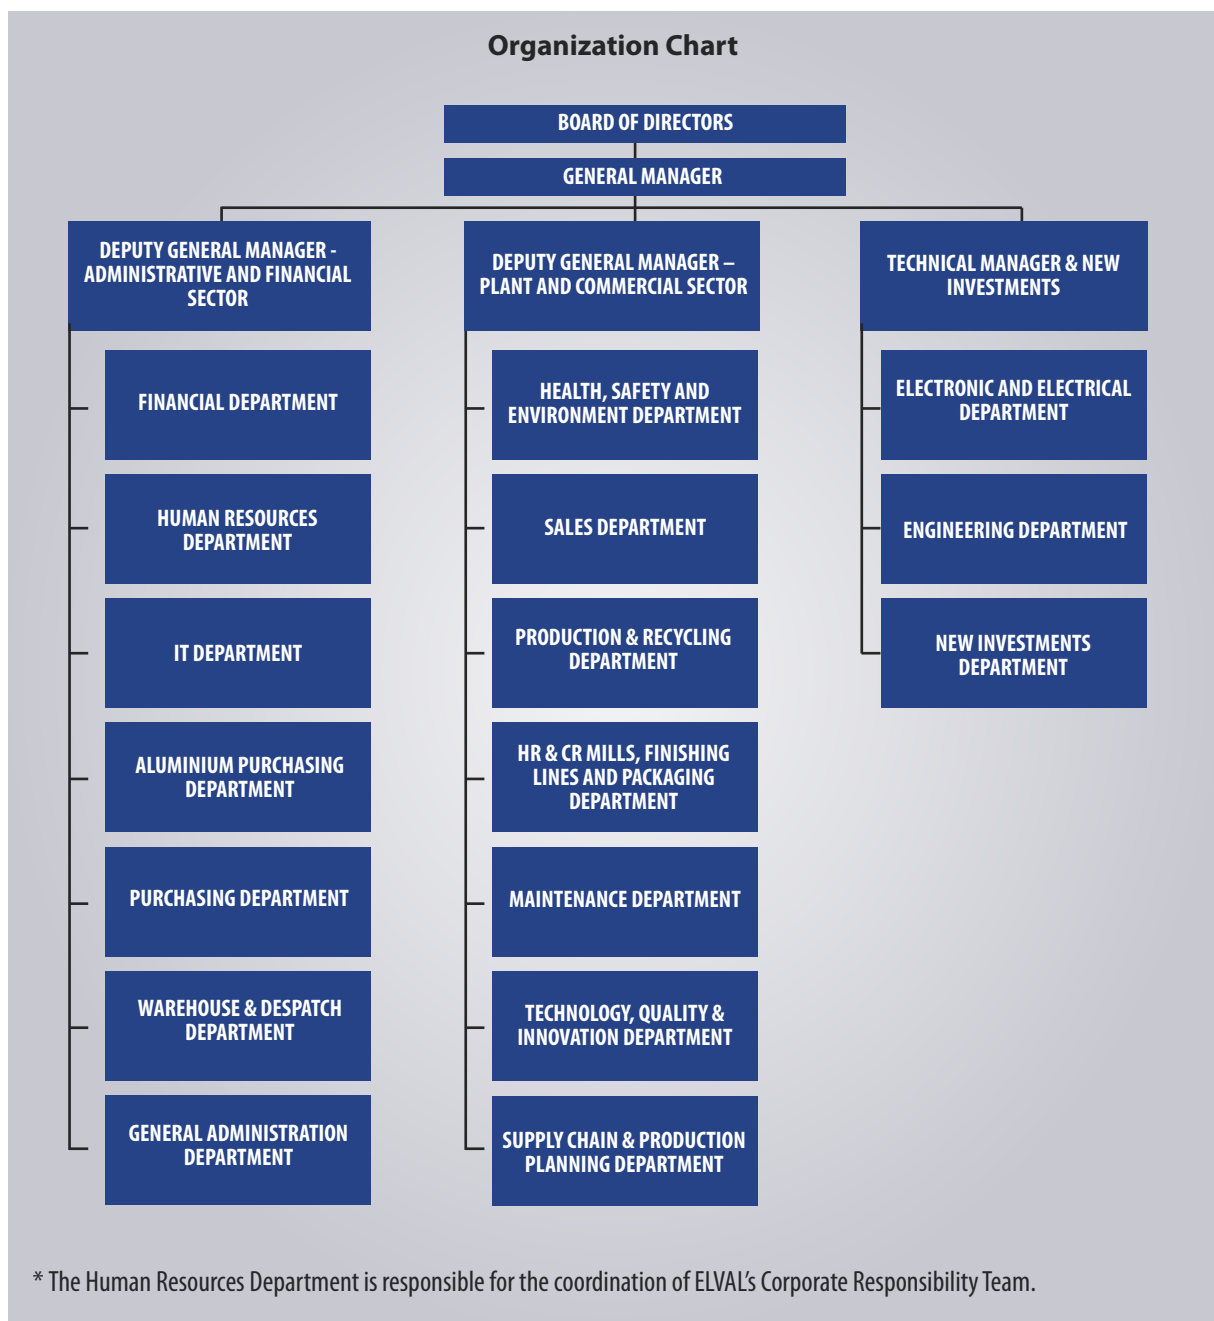 Organization Chart
BOARD OF DIRECTORS
GENERAL MANAGER
DEPUTY GENERAL MANAGER -
ADMINISTRATIVE AND FINANCIAL
SECTOR
FINANCIAL DEPARTMENT
HUMAN RESOURCES
DEPARTMENT
IT DEPARTMENT
ALUMINIUM PURCHASING
DEPARTMENT
PURCHASING DEPARTMENT
WAREHOUSE & DESPATCH
DEPARTMENT
GENERAL ADMINISTRATION
DEPARTMENT
DEPUTY GENERAL MANAGER –
PLANT AND COMMERCIAL SECTOR
HEALTH, SAFETY AND
ENVIRONMENT DEPARTMENT
SALES DEPARTMENT
PRODUCTION & RECYCLING
DEPARTMENT
HR & CR MILLS, FINISHING
LINES AND PACKAGING
DEPARTMENT
MAINTENANCE DEPARTMENT
TECHNOLOGY, QUALITY &
INNOVATION DEPARTMENT
SUPPLY CHAIN & PRODUCTION
PLANNING DEPARTMENT
TECHNICAL MANAGER & NEW
INVESTMENTS
ELECTRONIC AND ELECTRICAL
DEPARTMENT
ENGINEERING DEPARTMENT
NEW INVESTMENTS
DEPARTMENT
* The Human Resources Department is responsible for the coordination of ELVAL's Corporate Responsibility Team.